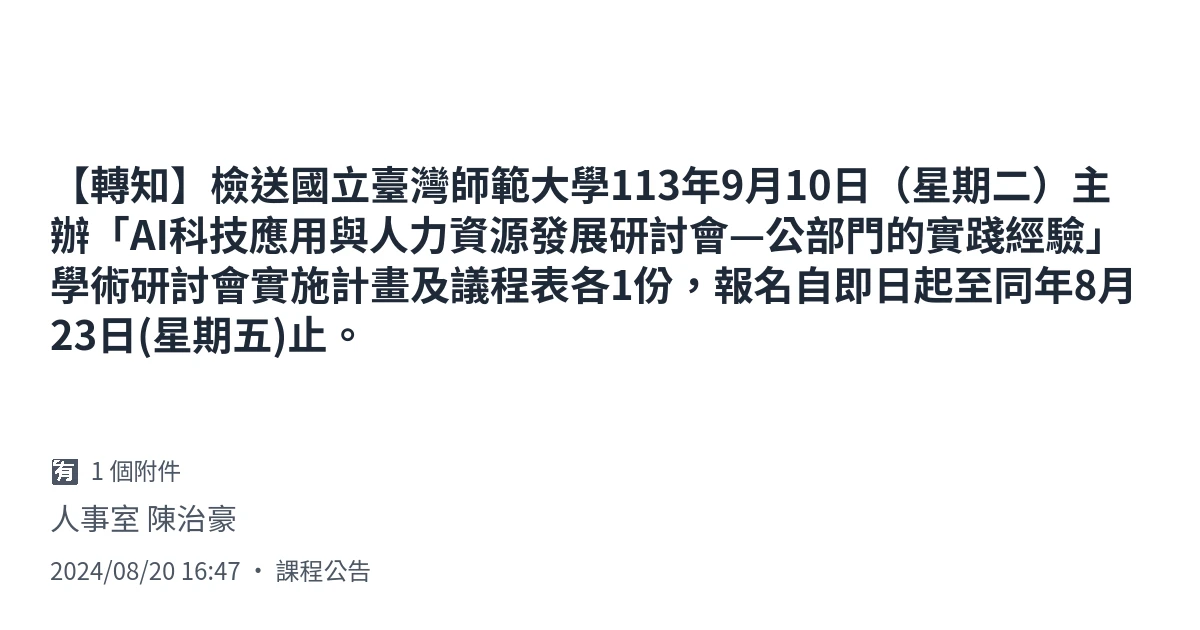 【轉知】檢送國立臺灣師範大學113年9月10日（星期二）主
辦「AI科技應用與人力資源發展研討會—公部門的實踐經驗」
學術研討會實施計畫及議程表各1份，報名自即日起至同年8月
23日(星期五)止。
🈶 1 個附件
人事室 陳治豪
2024/08/20 16:47 · 課程公告